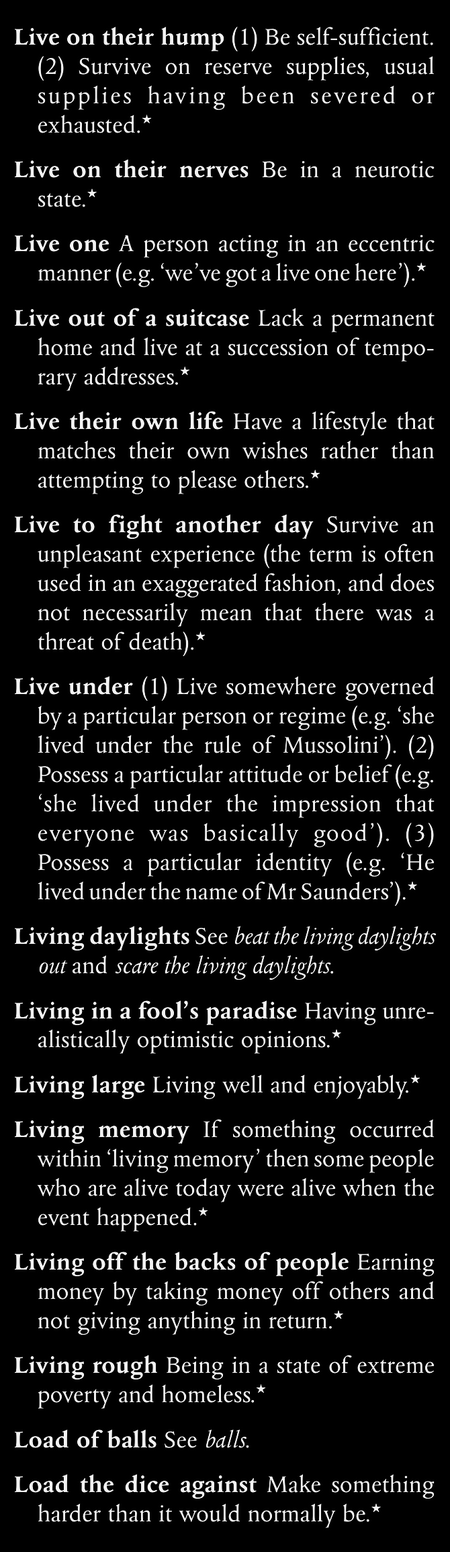 Live on their hump (1) Be self-sufficient.
(2) Survive on reserve supplies, usual
supplies having been severed or
exhausted.★
Live on their nerves Be in a neurotic
state.★
Live one A person acting in an eccentric
manner (e.g. ‘we’ve got a live one here’).★
Live out of a suitcase Lack a permanent
home and live at a succession of tempo-
rary addresses.★
Live their own life Have a lifestyle that
matches their own wishes rather than
attempting to please others.★
Live to fight another day Survive an
unpleasant experience (the term is often
used in an exaggerated fashion, and does
not necessarily mean that there was a
threat of death).★
Live under (1) Live somewhere governed
by a particular person or regime (e.g. ‘she
lived under the rule of Mussolini’). (2)
Possess a particular attitude or belief (e.g.
‘she lived under the impression that
everyone was basically good’). (3)
Possess a particular identity (e.g. ‘He
lived under the name of Mr Saunders’).★
Living daylights See beat the living daylights
out and scare the living daylights.
Living in a fool’s paradise Having unre-
alistically optimistic opinions.★
Living large Living well and enjoyably.★
Living memory If something occurred
within ‘living memory’ then some people
who are alive today were alive when the
event happened.★
Living off the backs of people Earning
money by taking money off others and
not giving anything in return.★
Living rough Being in a state of extreme
poverty and homeless.★
Load of balls See balls.
Load the dice against Make something
harder than it would normally be.★